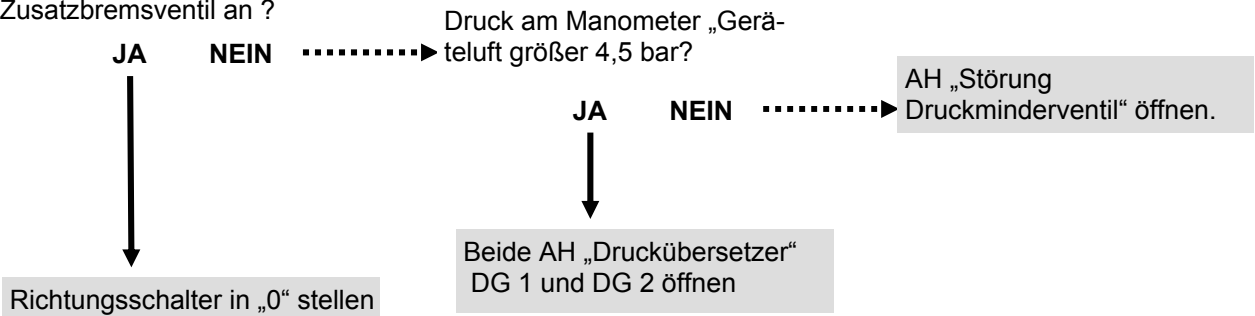 Zusatzbremsventil an ?
JA NEIN
Druck am Manometer „Gerä-
teluft größer 4,5 bar?
JA NEIN
AH „Störung
Druckminderventil“ öffnen.
Beide AH „Druckübersetzer“
DG 1 und DG 2 öffnen
Richtungsschalter in „0“ stellen